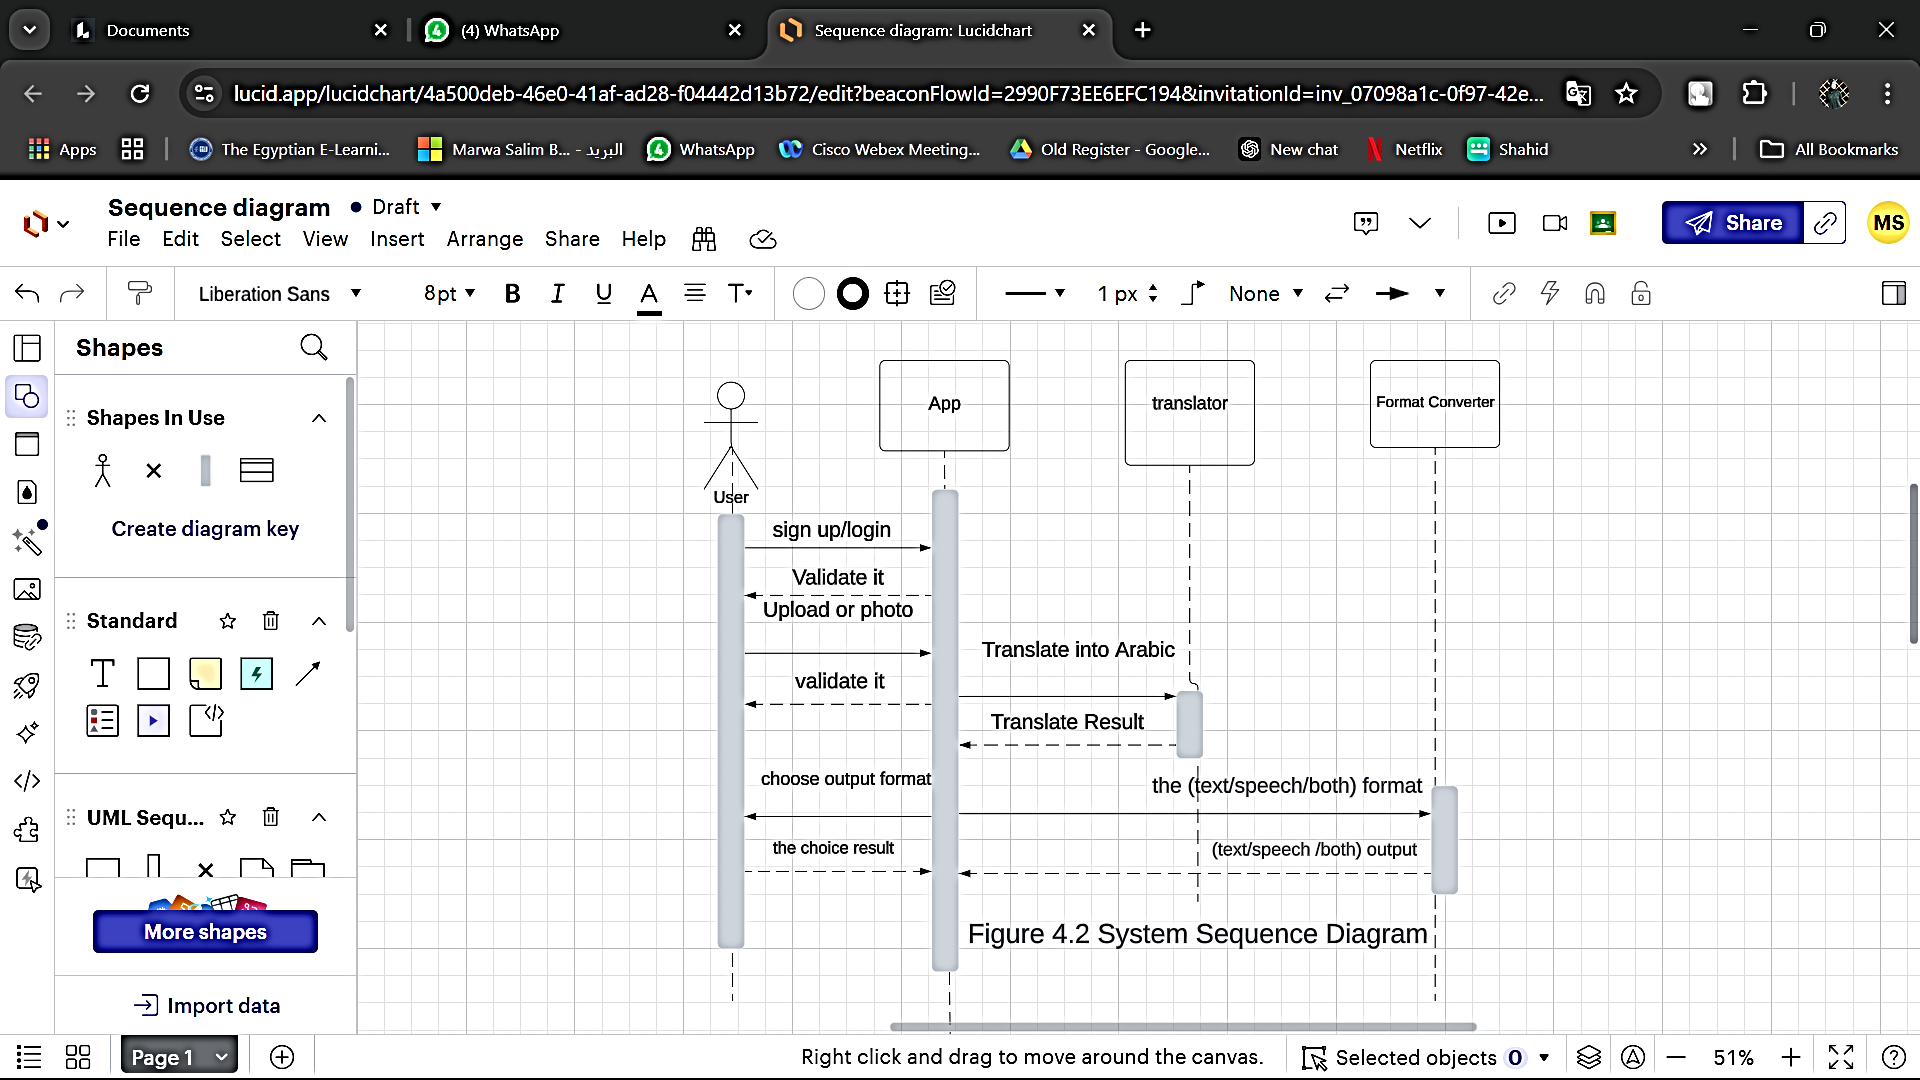 Documents
(4) WhatsApp
Sequence diagram: Lucidchart
lucid.app/lucidchart/4a500deb-46e0-41af-ad28-f04442d13b72/edit?beaconFlowId=2990F73EE6EFC194&invitationId=inv_07098a1c-0f97-42e...
Apps
The Egyptian E-Learni...
Marwa Salim B... - البريد
WhatsApp
Cisco Webex Meeting...
Old Register - Google...
New chat
Netflix
Shahid
All Bookmarks
Sequence diagram
Draft
File Edit Select View Insert Arrange Share Help
Share
MS
Liberation Sans
8pt
B I U A
1 px
None
Shapes
Shapes In Use
Create diagram key
Standard
UML Sequ...
More shapes
Import data
App
translator
Format Converter
User
sign up/login
Validate it
Upload or photo
Translate into Arabic
validate it
Translate Result
choose output format
the (text/speech/both) format
the choice result
(text/speech /both) output
Figure 4.2 System Sequence Diagram
Page 1
Right click and drag to move around the canvas.
Selected objects 0
51%